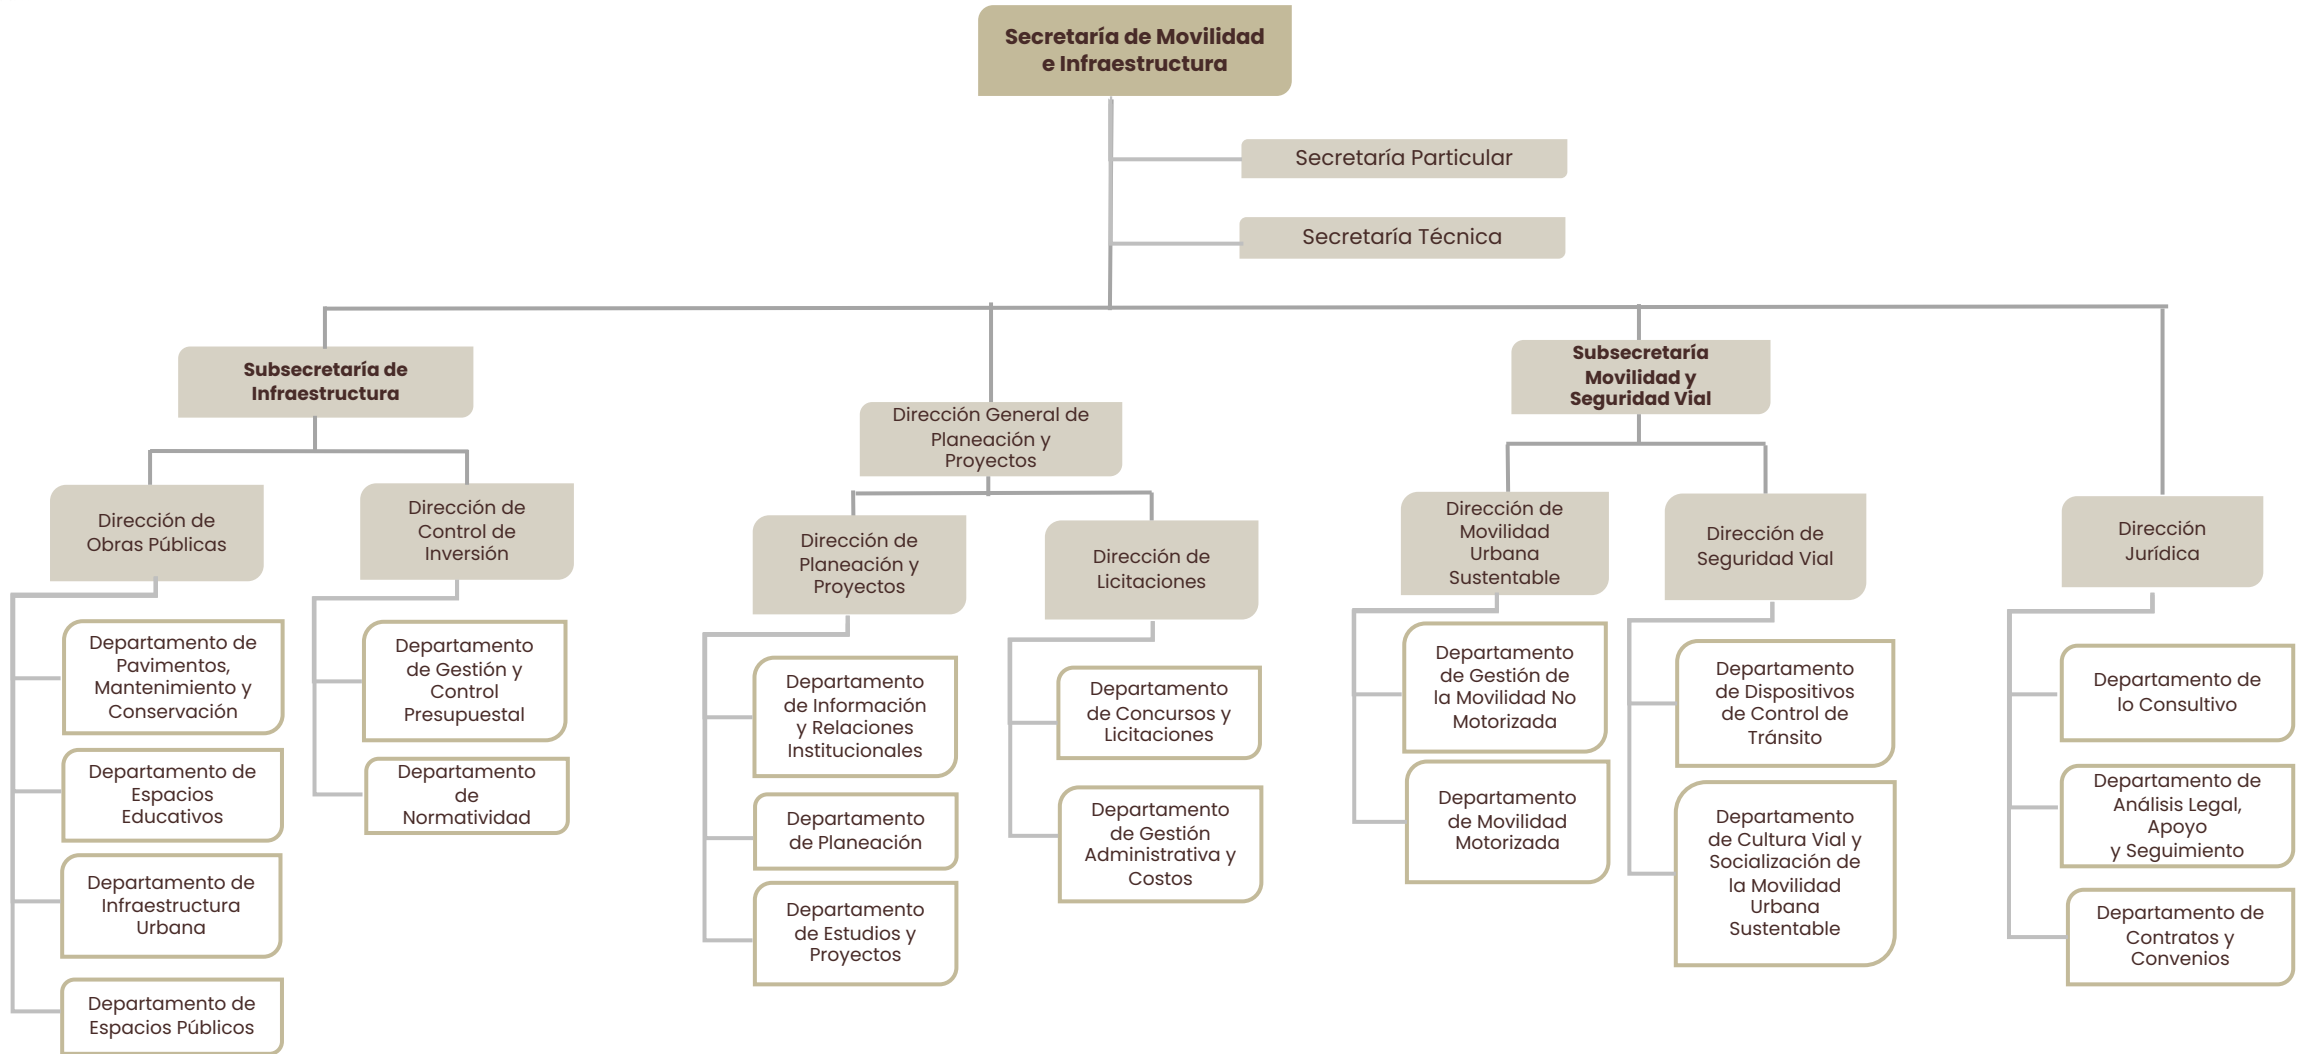 Secretaría de Movilidad
e Infraestructura
Secretaría Particular
Secretaría Técnica
Subsecretaría de
Infraestructura
Dirección General de
Planeación y
Proyectos
Subsecretaría
Movilidad y
Seguridad Vial
Dirección de
Obras Públicas
Dirección de
Control de
Inversión
Dirección de
Planeación y
Proyectos
Dirección de
Licitaciones
Dirección de
Movilidad
Urbana
Sustentable
Dirección de
Seguridad Vial
Dirección
Jurídica
Departamento de
Pavimentos,
Mantenimiento y
Conservación
Departamento de
Espacios
Educativos
Departamento de
Infraestructura
Urbana
Departamento de
Espacios Públicos
Departamento
de Gestión y
Control
Presupuestal
Departamento
de
Normatividad
Departamento
de Información
y Relaciones
Institucionales
Departamento
de Planeación
Departamento
de Estudios y
Proyectos
Departamento
de Concursos y
Licitaciones
Departamento
de Gestión
Administrativa y
Costos
Departamento
de Gestión de
la Movilidad No
Motorizada
Departamento
de Movilidad
Motorizada
Departamento
de Dispositivos
de Control de
Tránsito
Departamento
de Cultura Vial y
Socialización de
la Movilidad
Urbana
Sustentable
Departamento de
lo Consultivo
Departamento de
Análisis Legal,
Apoyo
y Seguimiento
Departamento de
Contratos y
Convenios